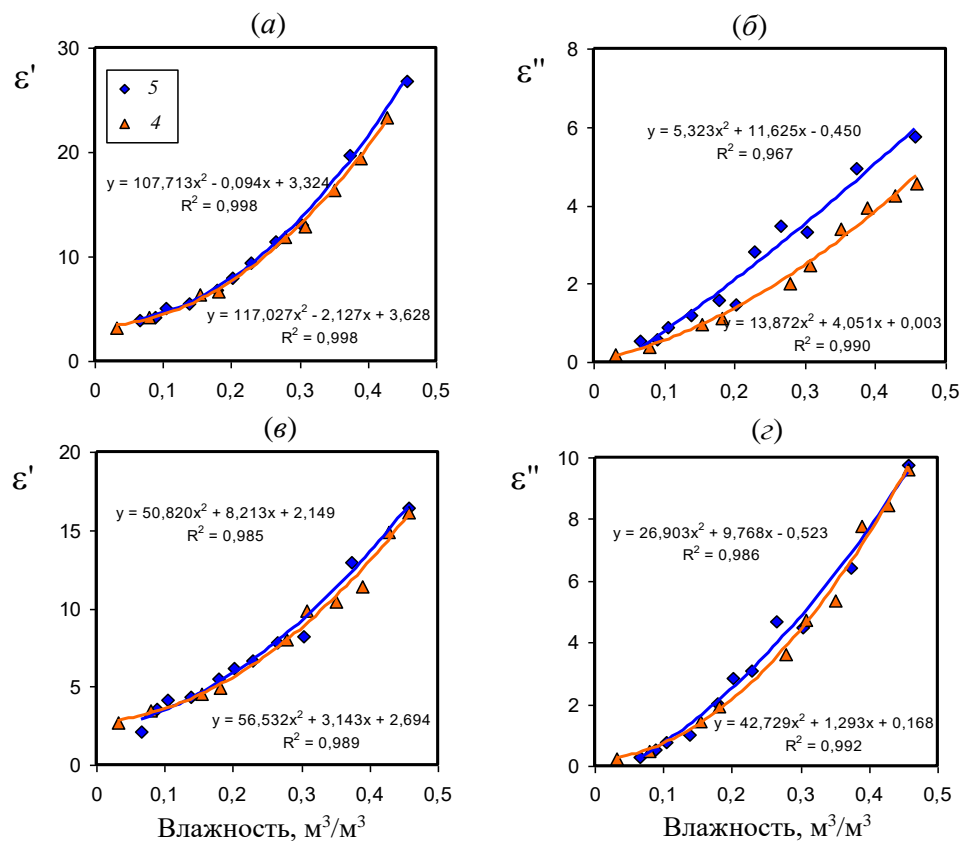 (а)
ε'
30
20
10
0
0
0,1
0,2
0,3
0,4
0,5
5
4
y = 107,713x² - 0,094x + 3,324
R² = 0,998
y = 117,027x² - 2,127x + 3,628
R² = 0,998
(б)
ε"
8
6
4
2
0
0
0,1
0,2
0,3
0,4
0,5
y = 5,323x² + 11,625x - 0,450
R² = 0,967
y = 13,872x² + 4,051x + 0,003
R² = 0,990
(в)
ε'
20
15
10
5
0
0
0,1
0,2
0,3
0,4
0,5
y = 50,820x² + 8,213x + 2,149
R² = 0,985
y = 56,532x² + 3,143x + 2,694
R² = 0,989
Влажность, м³/м³
(г)
ε"
10
8
6
4
2
0
0
0,1
0,2
0,3
0,4
0,5
y = 26,903x² + 9,768x - 0,523
R² = 0,986
y = 42,729x² + 1,293x + 0,168
R² = 0,992
Влажность, м³/м³